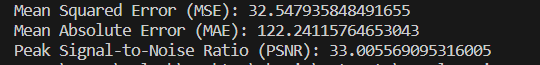 Mean Squared Error (MSE): 32.547935848491655
Mean Absolute Error (MAE): 122.24115764653043
Peak Signal-to-Noise Ratio (PSNR): 33.005569095316005